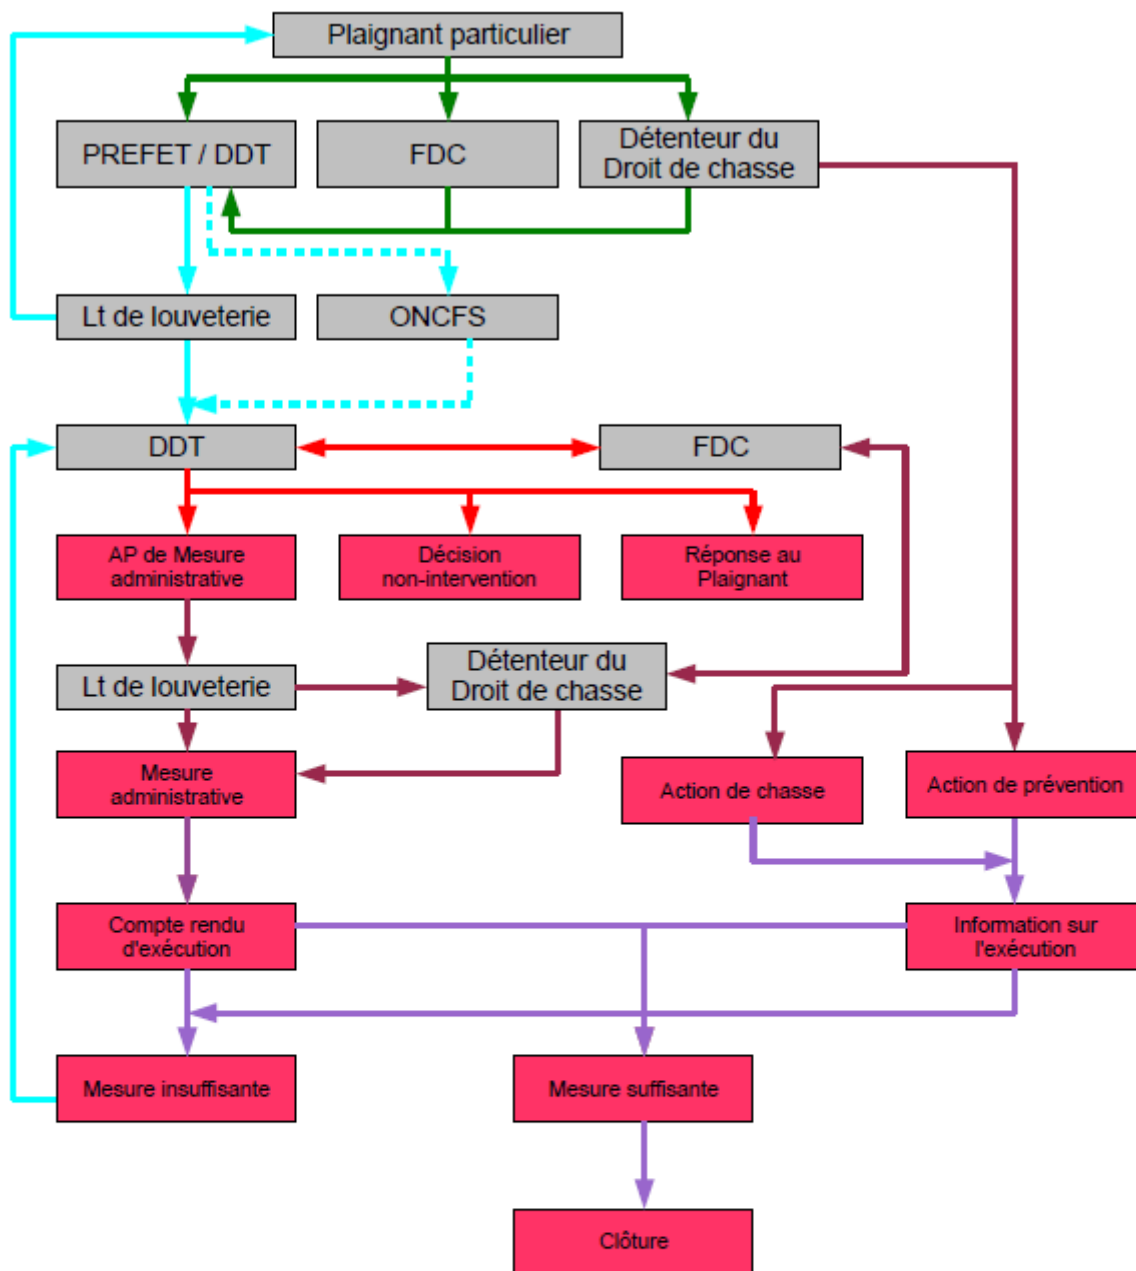 Plaignant particulier
PREFET / DDT
FDC
Détenteur du
Droit de chasse
Lt de louveterie
ONCFS
DDT
FDC
AP de Mesure
administrative
Décision
non-intervention
Réponse au
Plaignant
Lt de louveterie
Détenteur du
Droit de chasse
Mesure
administrative
Action de chasse
Action de prévention
Compte rendu
d'exécution
Information sur
l'exécution
Mesure insuffisante
Mesure suffisante
Clôture